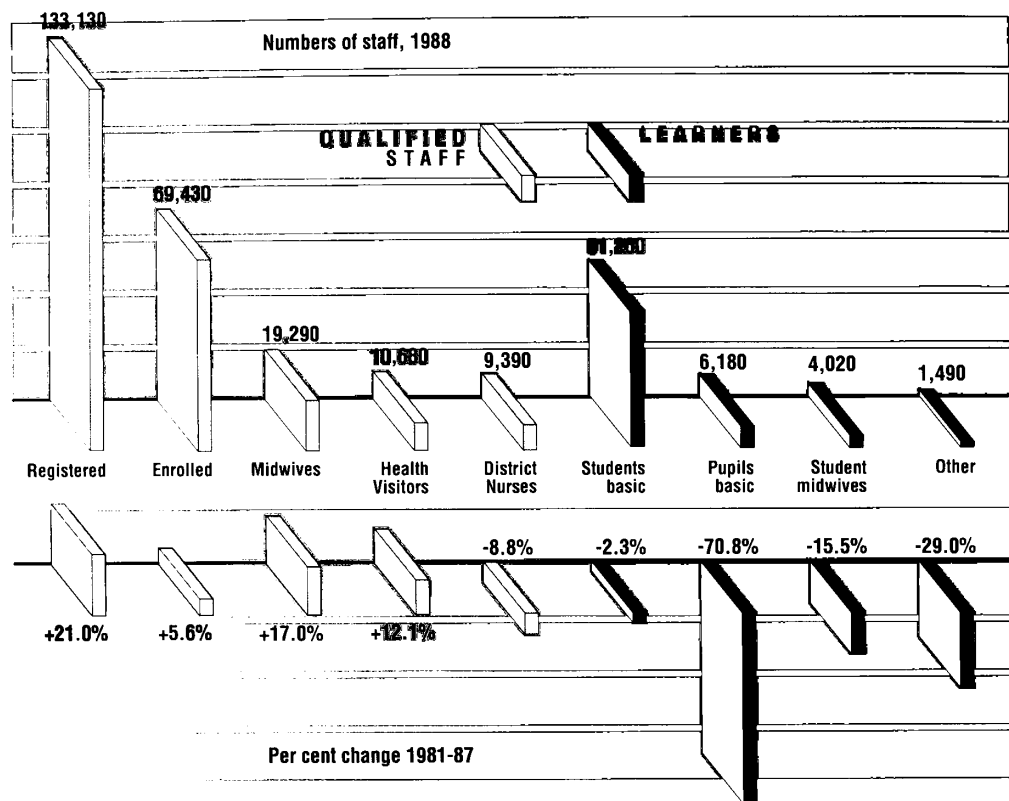 133,130
Numbers of staff, 1988
QUALIFIED
STAFF
LEARNERS
69,430
19,290
10,680
9,390
6,180
4,020
1,490
Registered
Enrolled
Midwives
Health
Visitors
District
Nurses
Students
basic
Pupils
basic
Student
midwives
Other
-8.8%
-2.3%
-70.8%
-15.5%
-29.0%
+21.0%
+5.6%
+17.0%
+12.1%
Per cent change 1981-87